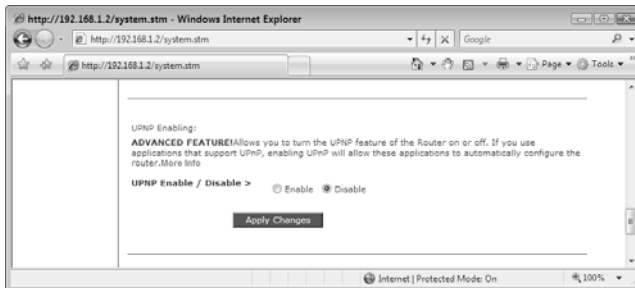 http://192.168.1.2/system.stm - Windows Internet Explorer
http://192.168.1.2/system.stm
Google
http://192.168.1.2/system.stm
Page
Tools
UPNP Enabling:
ADVANCED FEATURE!Allows you to turn the UPNP feature of the Router on or off. If you use
applications that support UPnP, enabling UPnP will allow these applications to automatically configure the
router.More Info
UPNP Enable / Disable >
Enable
Disable
Apply Changes
Internet | Protected Mode: On
100%